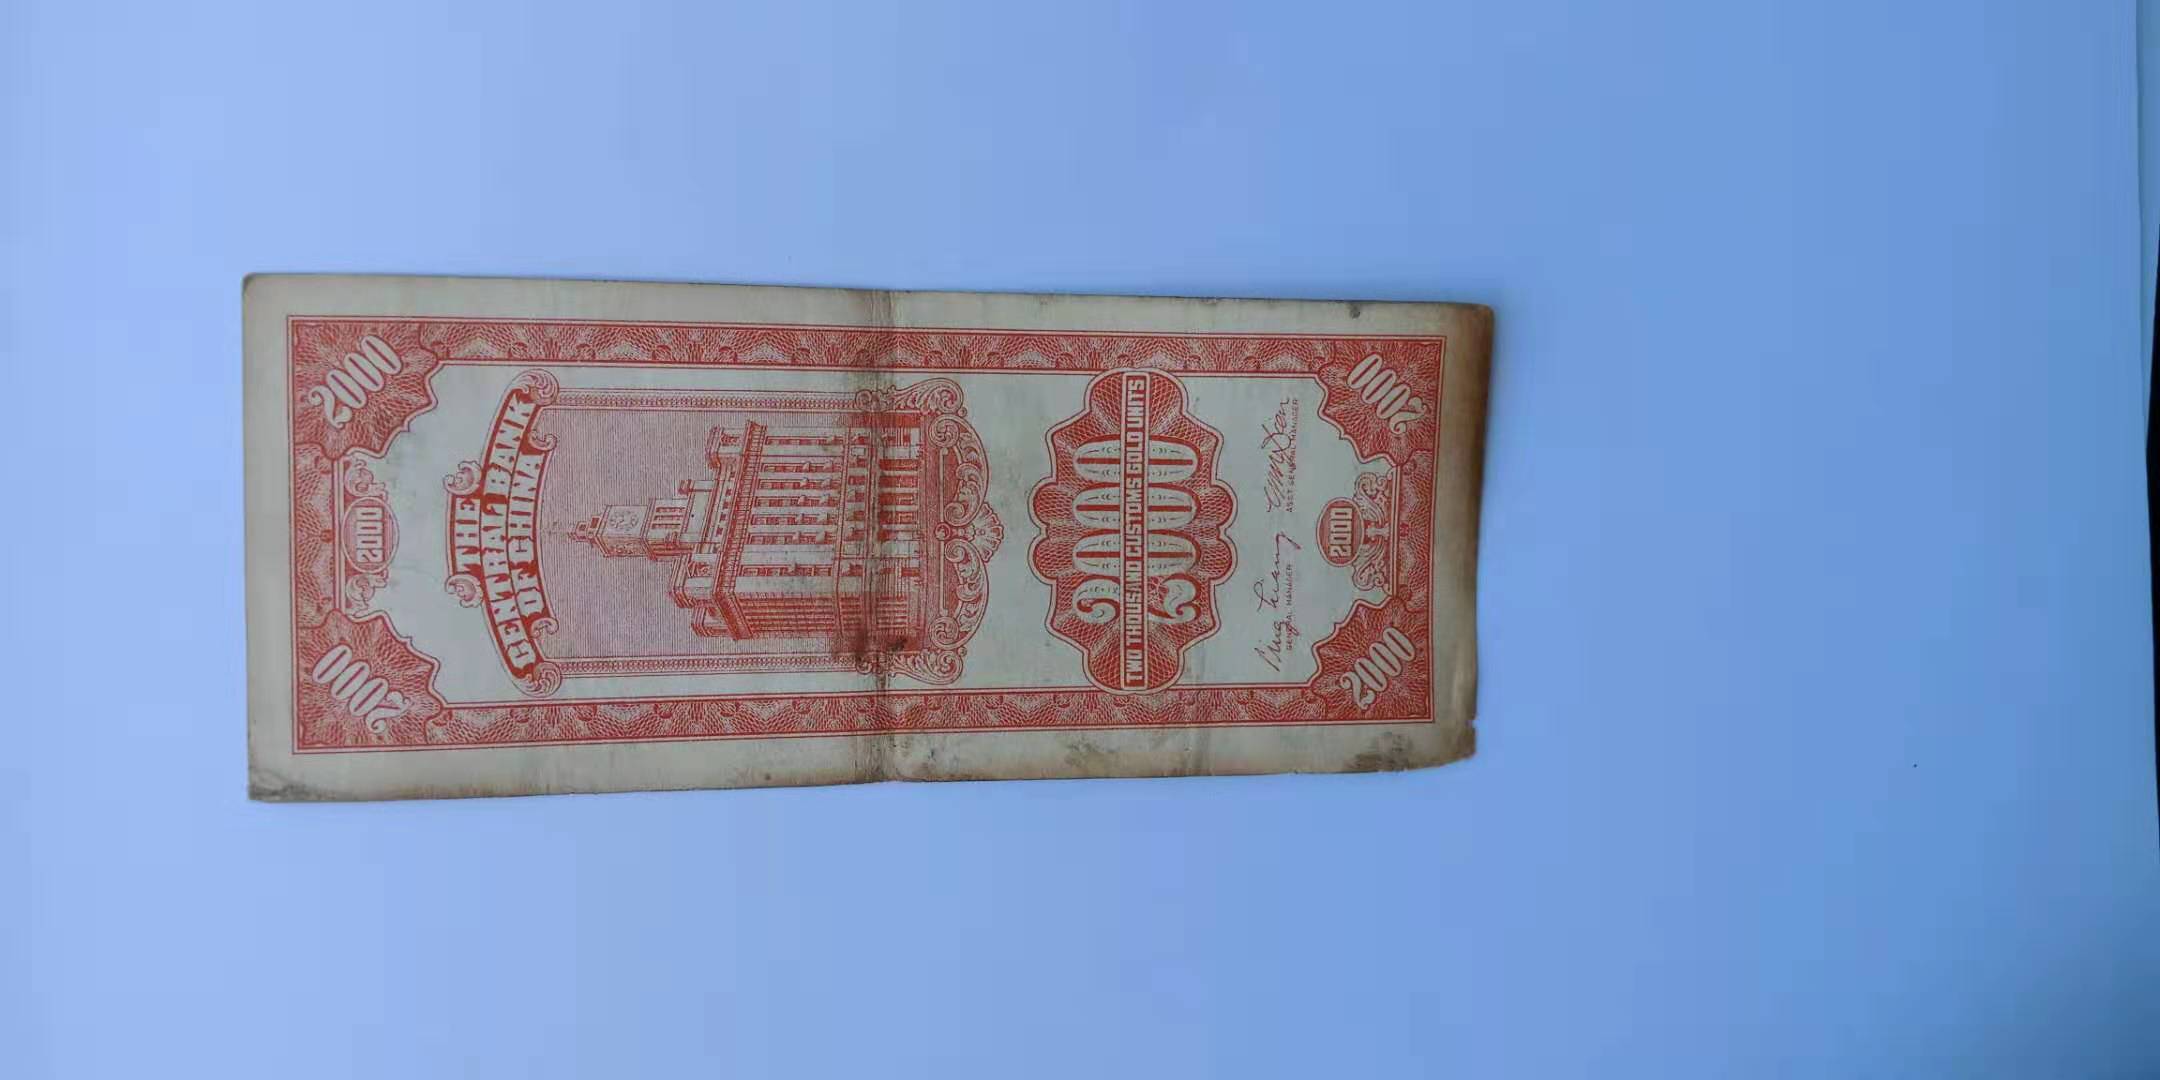 2000 2000
2000
THE
CENTRAL BANK
OF CHINA
2000
TWO THOUSAND CUSTOMS GOLD UNITS
GENERAL MANAGER ASST GENERAL MANAGER
2000
2000 2000